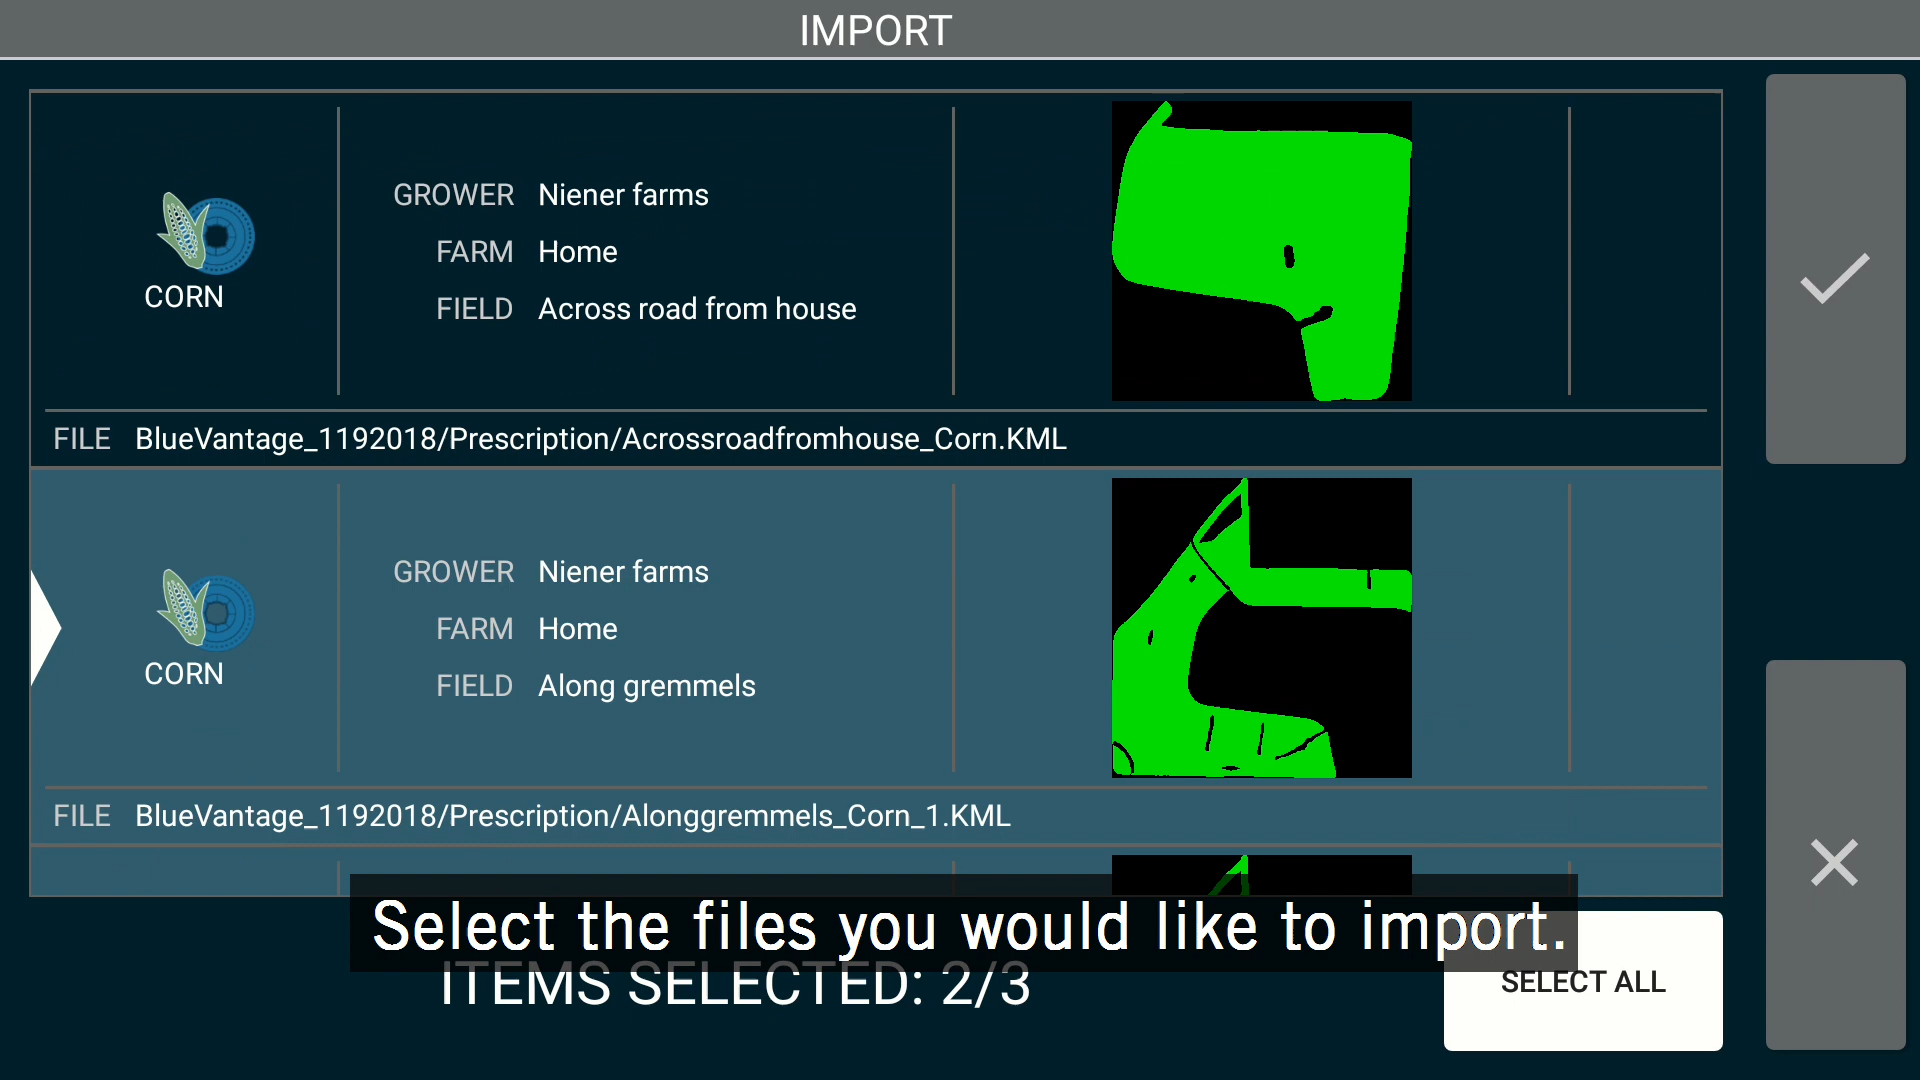 IMPORT
CORN
GROWER Niener farms
FARM Home
FIELD Across road from house
FILE BlueVantage_1192018/Prescription/Acrossroadfromhouse_Corn.KML
CORN
GROWER Niener farms
FARM Home
FIELD Along gremmels
FILE BlueVantage_1192018/Prescription/Alonggremmels_Corn_1.KML
Select the files you would like to import.
ITEMS SELECTED: 2/3
SELECT ALL